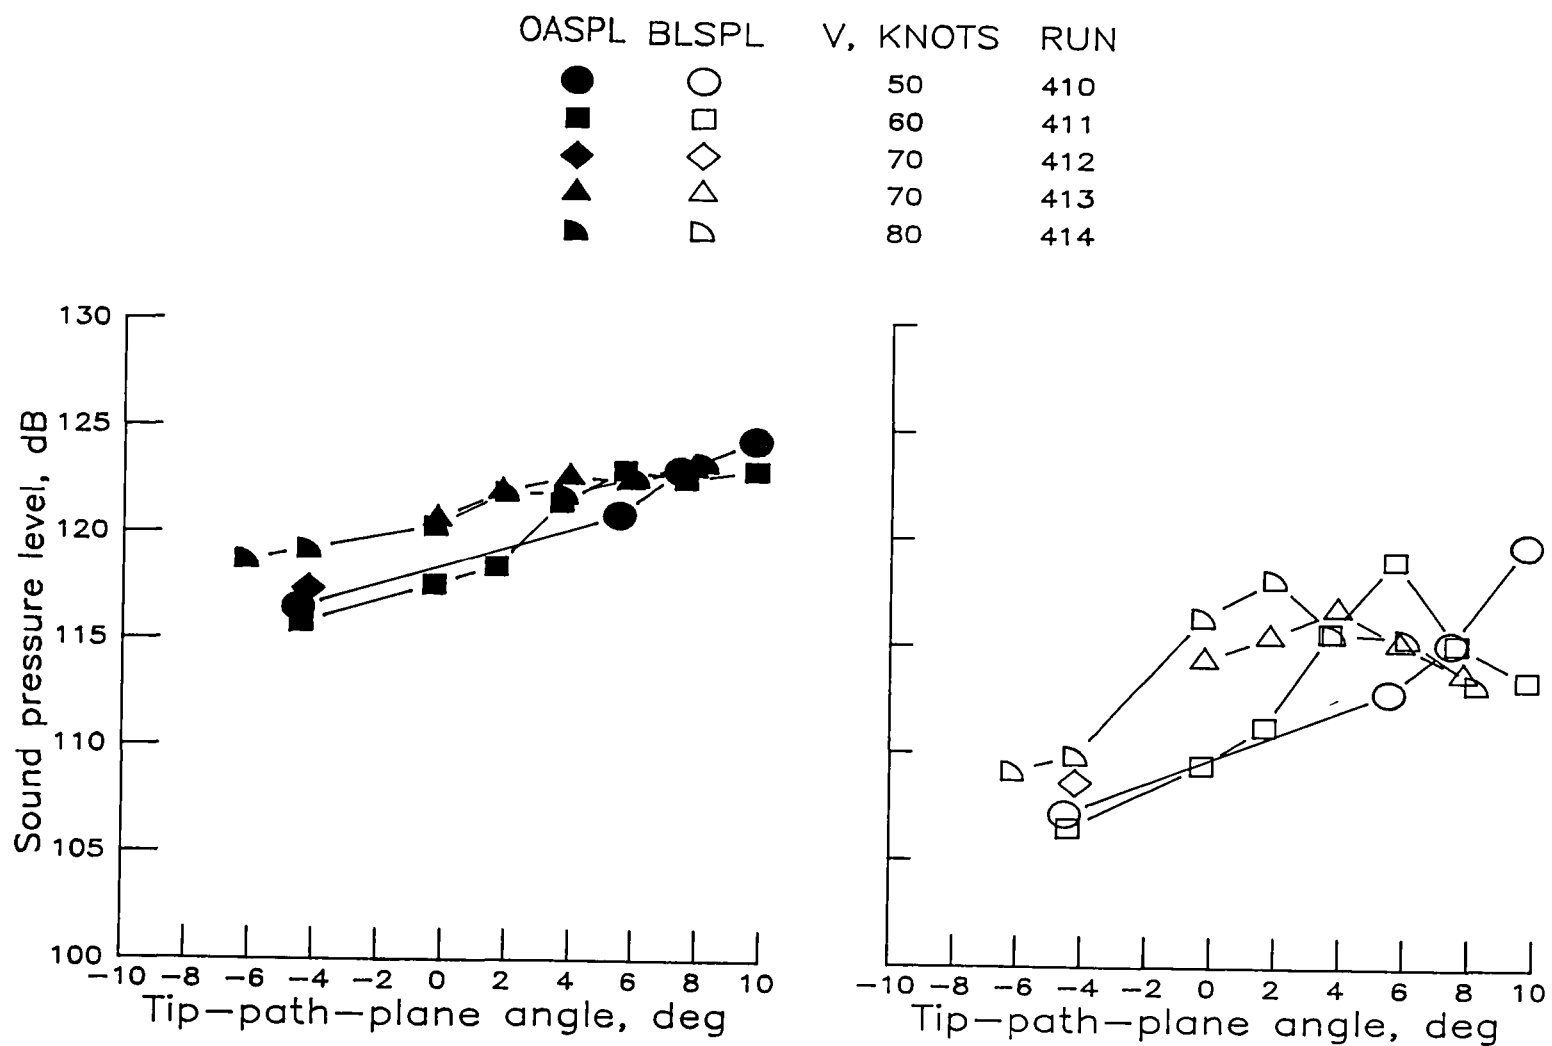 OASPL BLSPL V, KNOTS RUN
50 410
60 411
70 412
70 413
80 414
130
125
120
115
110
105
100
Sound pressure level, dB
-10 -8 -6 -4 -2 0 2 4 6 8 10
Tip-path-plane angle, deg
-10 -8 -6 -4 -2 0 2 4 6 8 10
Tip-path-plane angle, deg